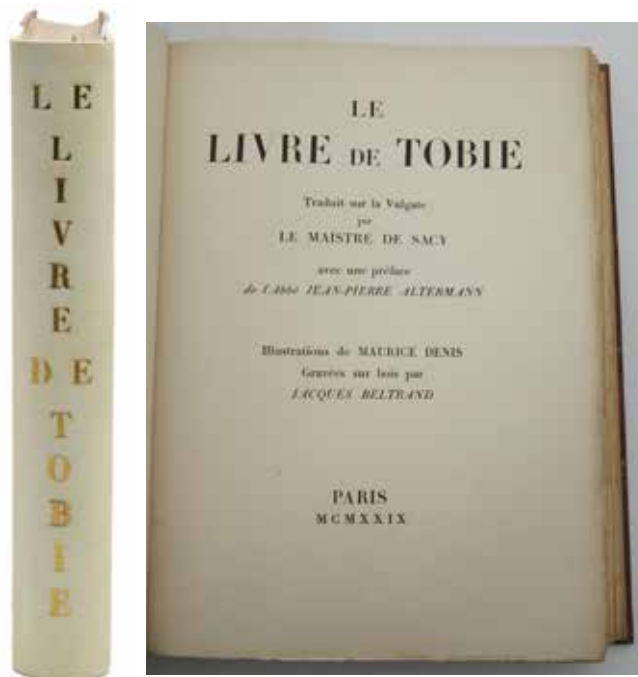 LE
LIVRE
DE
TOBIE
LE
LIVRE DE TOBIE
Traduit sur la Vulgate
par
LE MAISTRE DE SACY
avec une préface
de l'Abbé JEAN-PIERRE ALTERMANN
Illustrations de MAURICE DENIS
Gravées sur bois par
JACQUES BELTRAND
PARIS
MCMXXIX